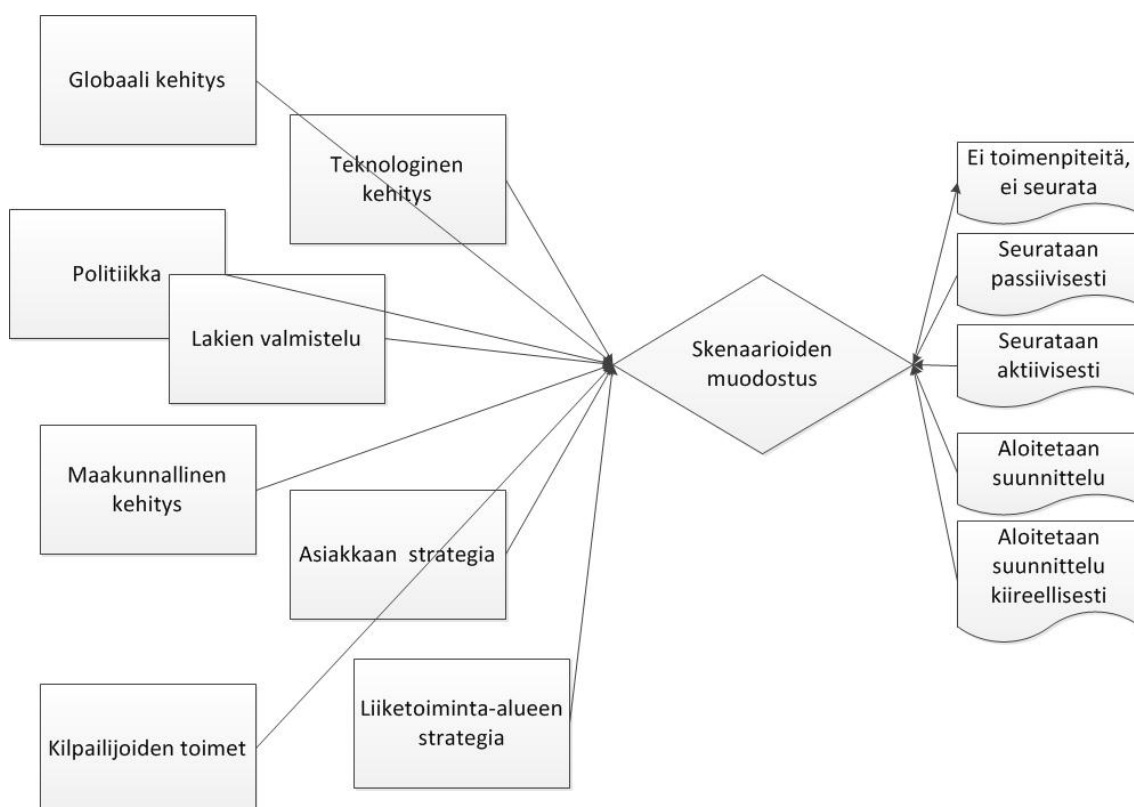 Globaali kehitys
Teknologinen
kehitys
Politiikka
Lakien valmistelu
Maakunnallinen
kehitys
Asiakkaan strategia
Liiketoiminta-alueen
strategia
Kilpailijoiden toimet
Skenaarioiden
muodostus
Ei toimenpiteitä,
ei seurata
Seurataan
passiivisesti
Seurataan
aktiivisesti
Aloitetaan
suunnittelu
Aloitetaan
suunnittelu
kiireellisesti